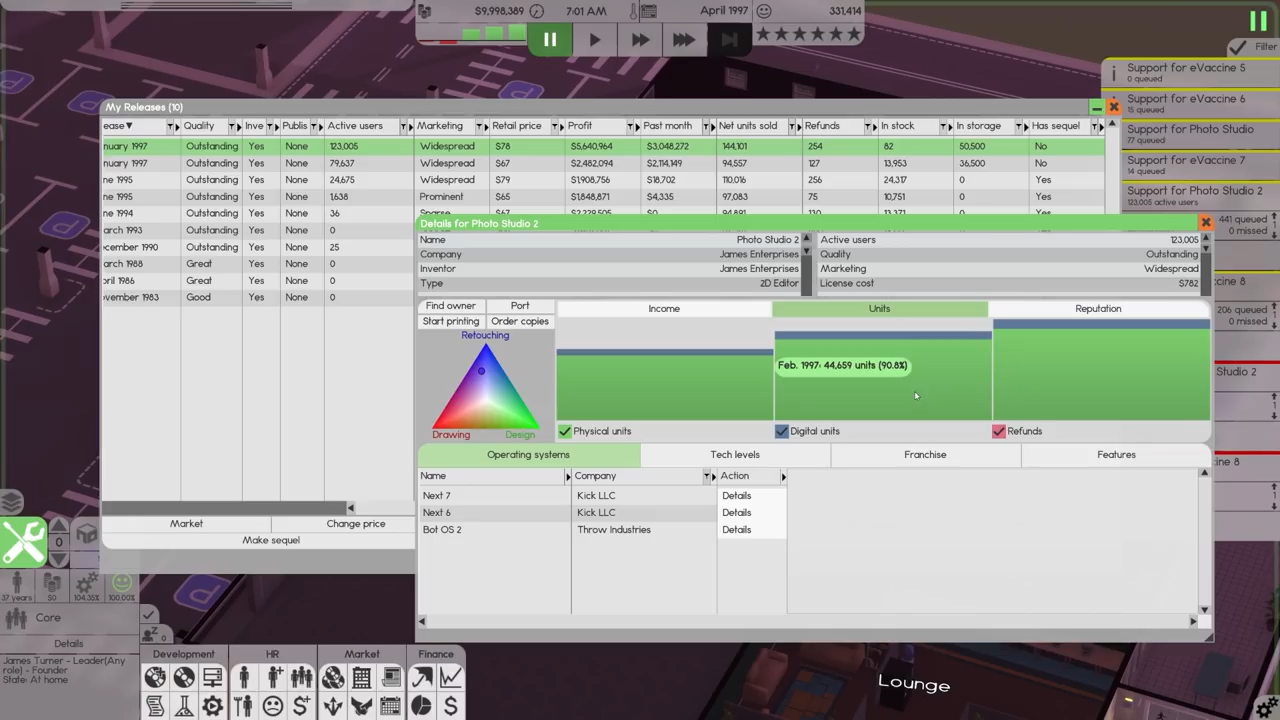 $9,998,389 7:01 AM April 1997 331,414
Filter
Support for eVaccine 5
0 queued
Support for eVaccine 6
15 queued
Support for Photo Studio
77 queued
Support for eVaccine 7
14 queued
Support for Photo Studio 2
123,005 active users
441 queued
0 missed
e 8
206 queued
0 missed
Studio 2
e 8
My Releases (10)
ease Quality Inve Publis Active users Marketing Retail price Profit Past month Net units sold Refunds In stock In storage Has sequel
nuary 1997 Outstanding Yes None 123,005 Widespread $78 $5,640,964 $3,048,272 144,101 254 82 50,500 No
nuary 1997 Outstanding Yes None 79,637 Widespread $67 $2,482,094 $2,114,149 94,557 127 13,953 36,500 No
ne 1995 Outstanding Yes None 24,675 Widespread $79 $1,908,756 $18,702 110,016 256 24,317 0 Yes
ne 1995 Outstanding Yes None 1,638 Prominent $65 $1,848,871 $4,335 97,083 75 10,751 0 Yes
ne 1994 Outstanding Yes None 36
arch 1993 Outstanding Yes None 0
ecember 1990 Outstanding Yes None 25
arch 1988 Great Yes None 0
pril 1986 Great Yes None 0
ovember 1983 Good Yes None 0
Market Change price
Make sequel
Details for Photo Studio 2
Name Photo Studio 2 Active users 123,005
Company James Enterprises Quality Outstanding
Inventor James Enterprises Marketing Widespread
Type 2D Editor License cost $782
Find owner Port Income Units Reputation
Start printing Order copies
Retouching
Drawing Design
Feb. 1997: 44,659 units (90.8%)
Physical units Digital units Refunds
Operating systems Tech levels Franchise Features
Name Company Action
Next 7 Kick LLC Details
Next 6 Kick LLC Details
Bot OS 2 Throw Industries Details
0
37 years $0 104.35% 100.00%
Core
Details
0
James Turner - Leader(Any
role) - Founder
State: At home
Development HR Market Finance
Lounge